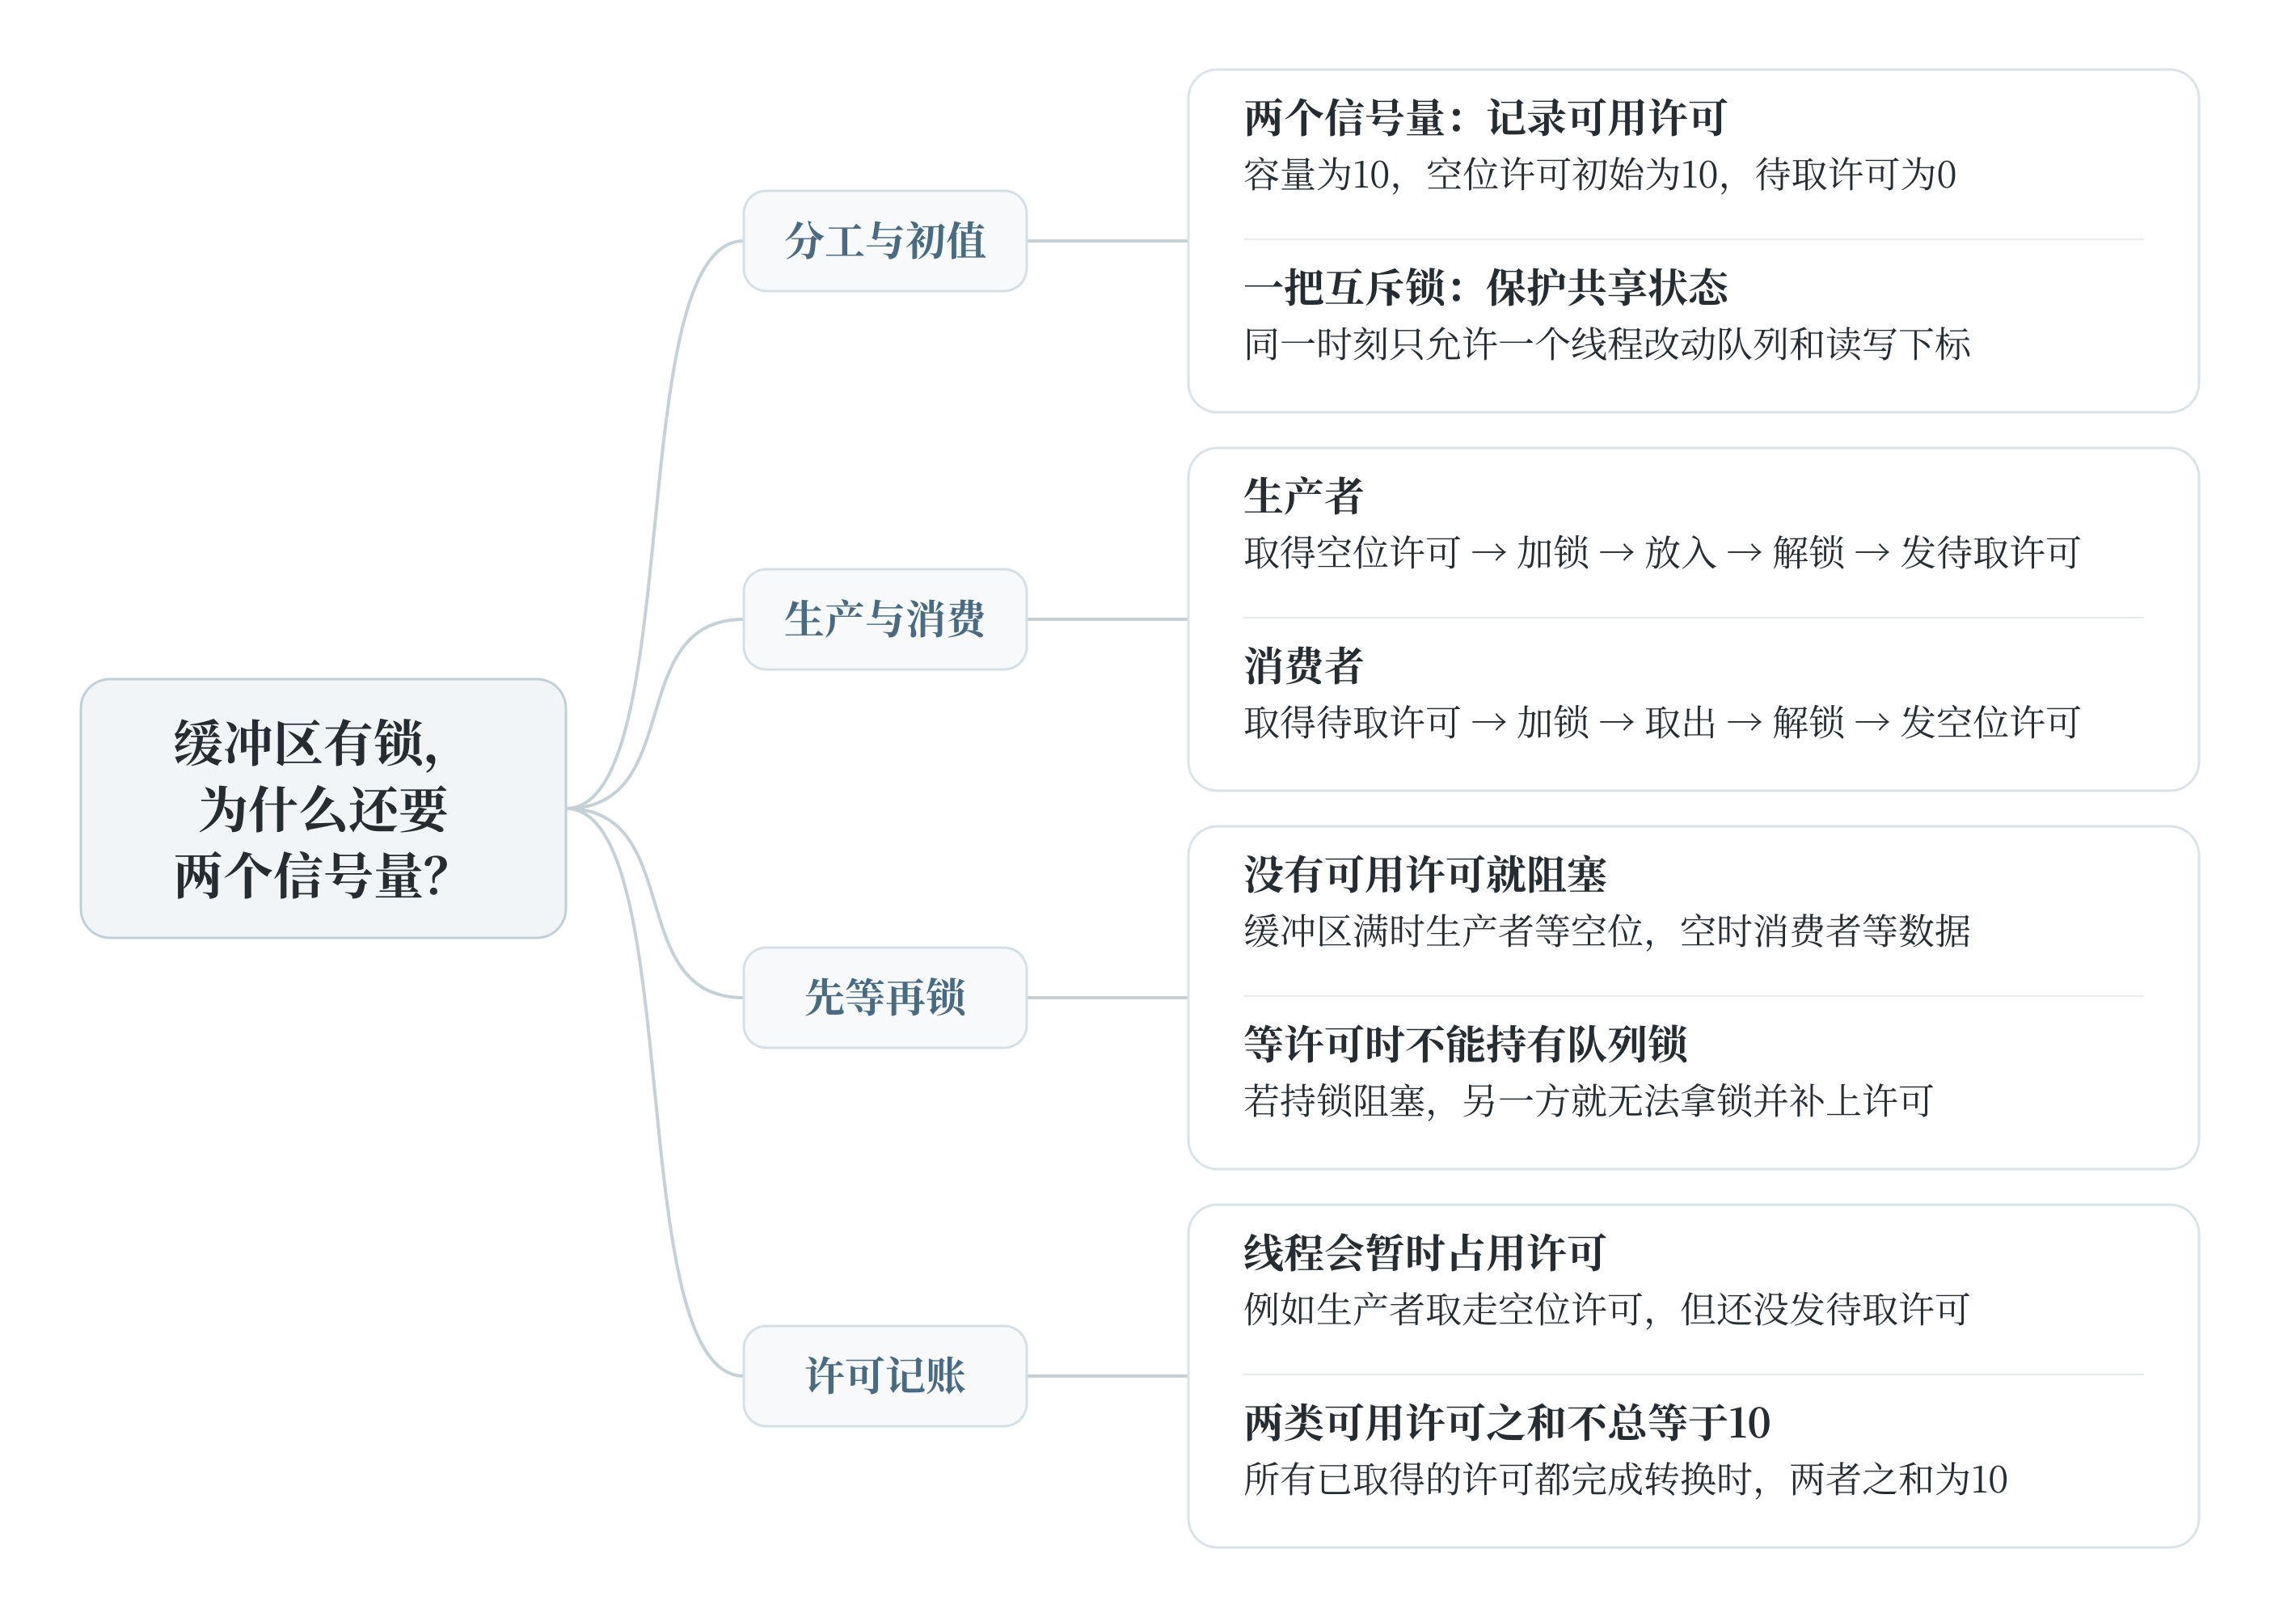 缓冲区有锁，
为什么还要
两个信号量？
分工与初值
两个信号量：记录可用许可
容量为10，空位许可初始为10，待取许可为0
一把互斥锁：保护共享状态
同一时刻只允许一个线程改动队列和读写下标
生产与消费
生产者
取得空位许可 → 加锁 → 放入 → 解锁 → 发待取许可
消费者
取得待取许可 → 加锁 → 取出 → 解锁 → 发空位许可
先等再锁
没有可用许可就阻塞
缓冲区满时生产者等空位，空时消费者等数据
等许可时不能持有队列锁
若持锁阻塞，另一方就无法拿锁并补上许可
许可记账
线程会暂时占用许可
例如生产者取走空位许可，但还没发待取许可
两类可用许可之和不总等于10
所有已取得的许可都完成转换时，两者之和为10